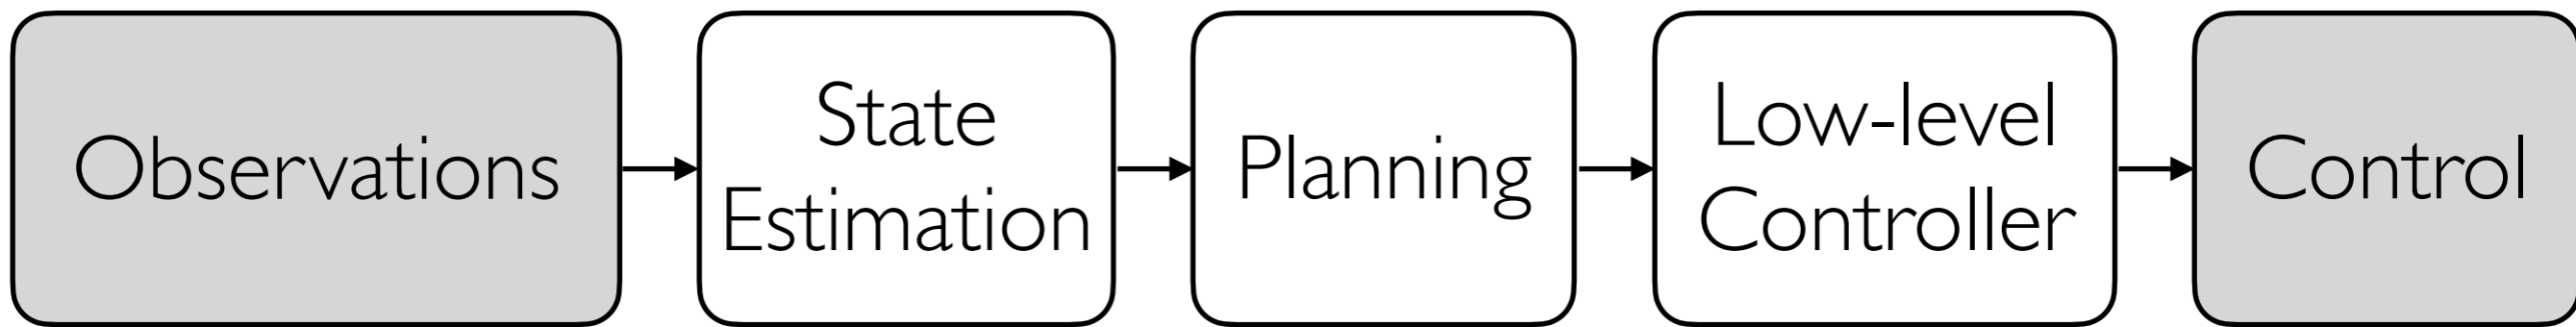 Observations
State
Estimation
Planning
Low-level
Controller
Control